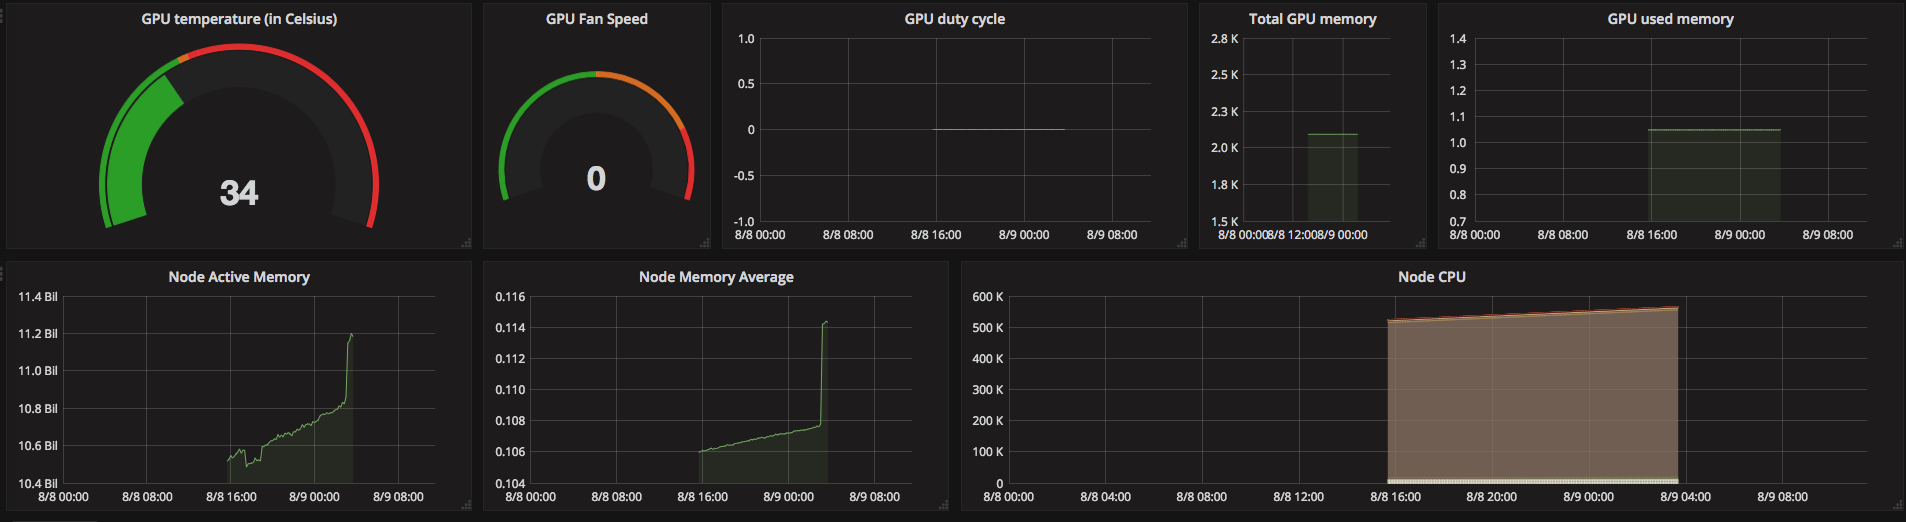 GPU temperature (in Celsius)
34
GPU Fan Speed
0
GPU duty cycle
1.0
0.5
0
-0.5
-1.0
8/8 00:00 8/8 08:00 8/8 16:00 8/9 00:00 8/9 08:00
Total GPU memory
2.8 K
2.5 K
2.3 K
2.0 K
1.8 K
1.5 K
8/8 00:00 8/8 12:00 8/9 00:00
GPU used memory
1.4
1.3
1.2
1.1
1.0
0.9
0.8
0.7
8/8 00:00 8/8 08:00 8/8 16:00 8/9 00:00 8/9 08:00
Node Active Memory
11.4 Bil
11.2 Bil
11.0 Bil
10.8 Bil
10.6 Bil
10.4 Bil
8/8 00:00 8/8 08:00 8/8 16:00 8/9 00:00 8/9 08:00
Node Memory Average
0.116
0.114
0.112
0.110
0.108
0.106
0.104
8/8 00:00 8/8 08:00 8/8 16:00 8/9 00:00 8/9 08:00
Node CPU
600 K
500 K
400 K
300 K
200 K
100 K
0
8/8 00:00 8/8 04:00 8/8 08:00 8/8 12:00 8/8 16:00 8/8 20:00 8/9 00:00 8/9 04:00 8/9 08:00